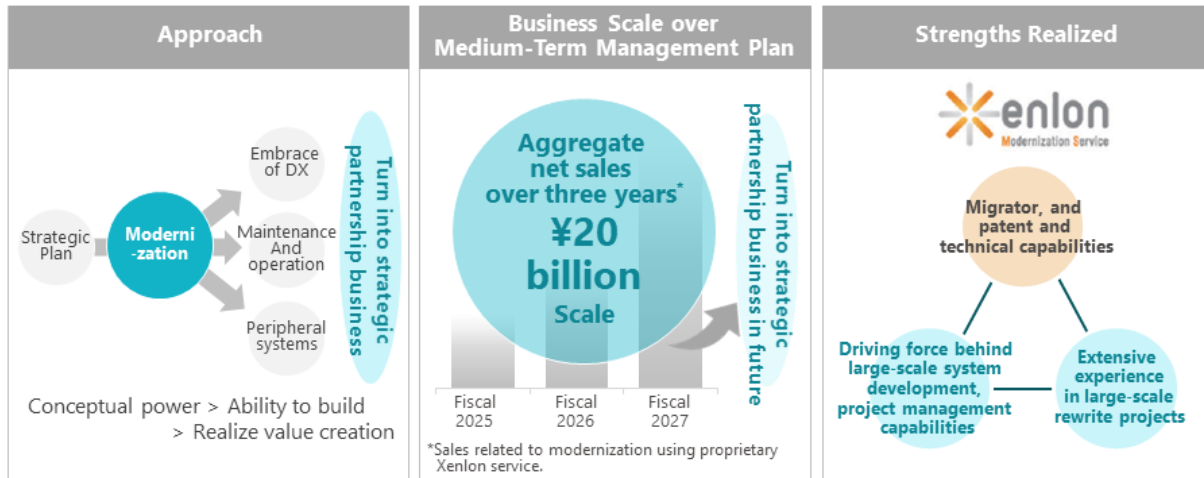 Approach
Embrace
of DX
Strategic
Plan
Moderni
-zation
Maintenance
And
operation
Peripheral
systems
Turn into strategic
partnership business
Conceptual power > Ability to build
> Realize value creation
Business Scale over
Medium-Term Management Plan
Aggregate
net sales
over three years*
¥20
billion
Scale
Turn into strategic
partnership business in future
Fiscal
2025
Fiscal
2026
Fiscal
2027
*Sales related to modernization using proprietary
Xenlon service.
Strengths Realized
Xenlon
Modernization Service
Migrator, and
patent and
technical capabilities
Driving force behind
large-scale system
development,
project management
capabilities
Extensive
experience
in large-scale
rewrite projects